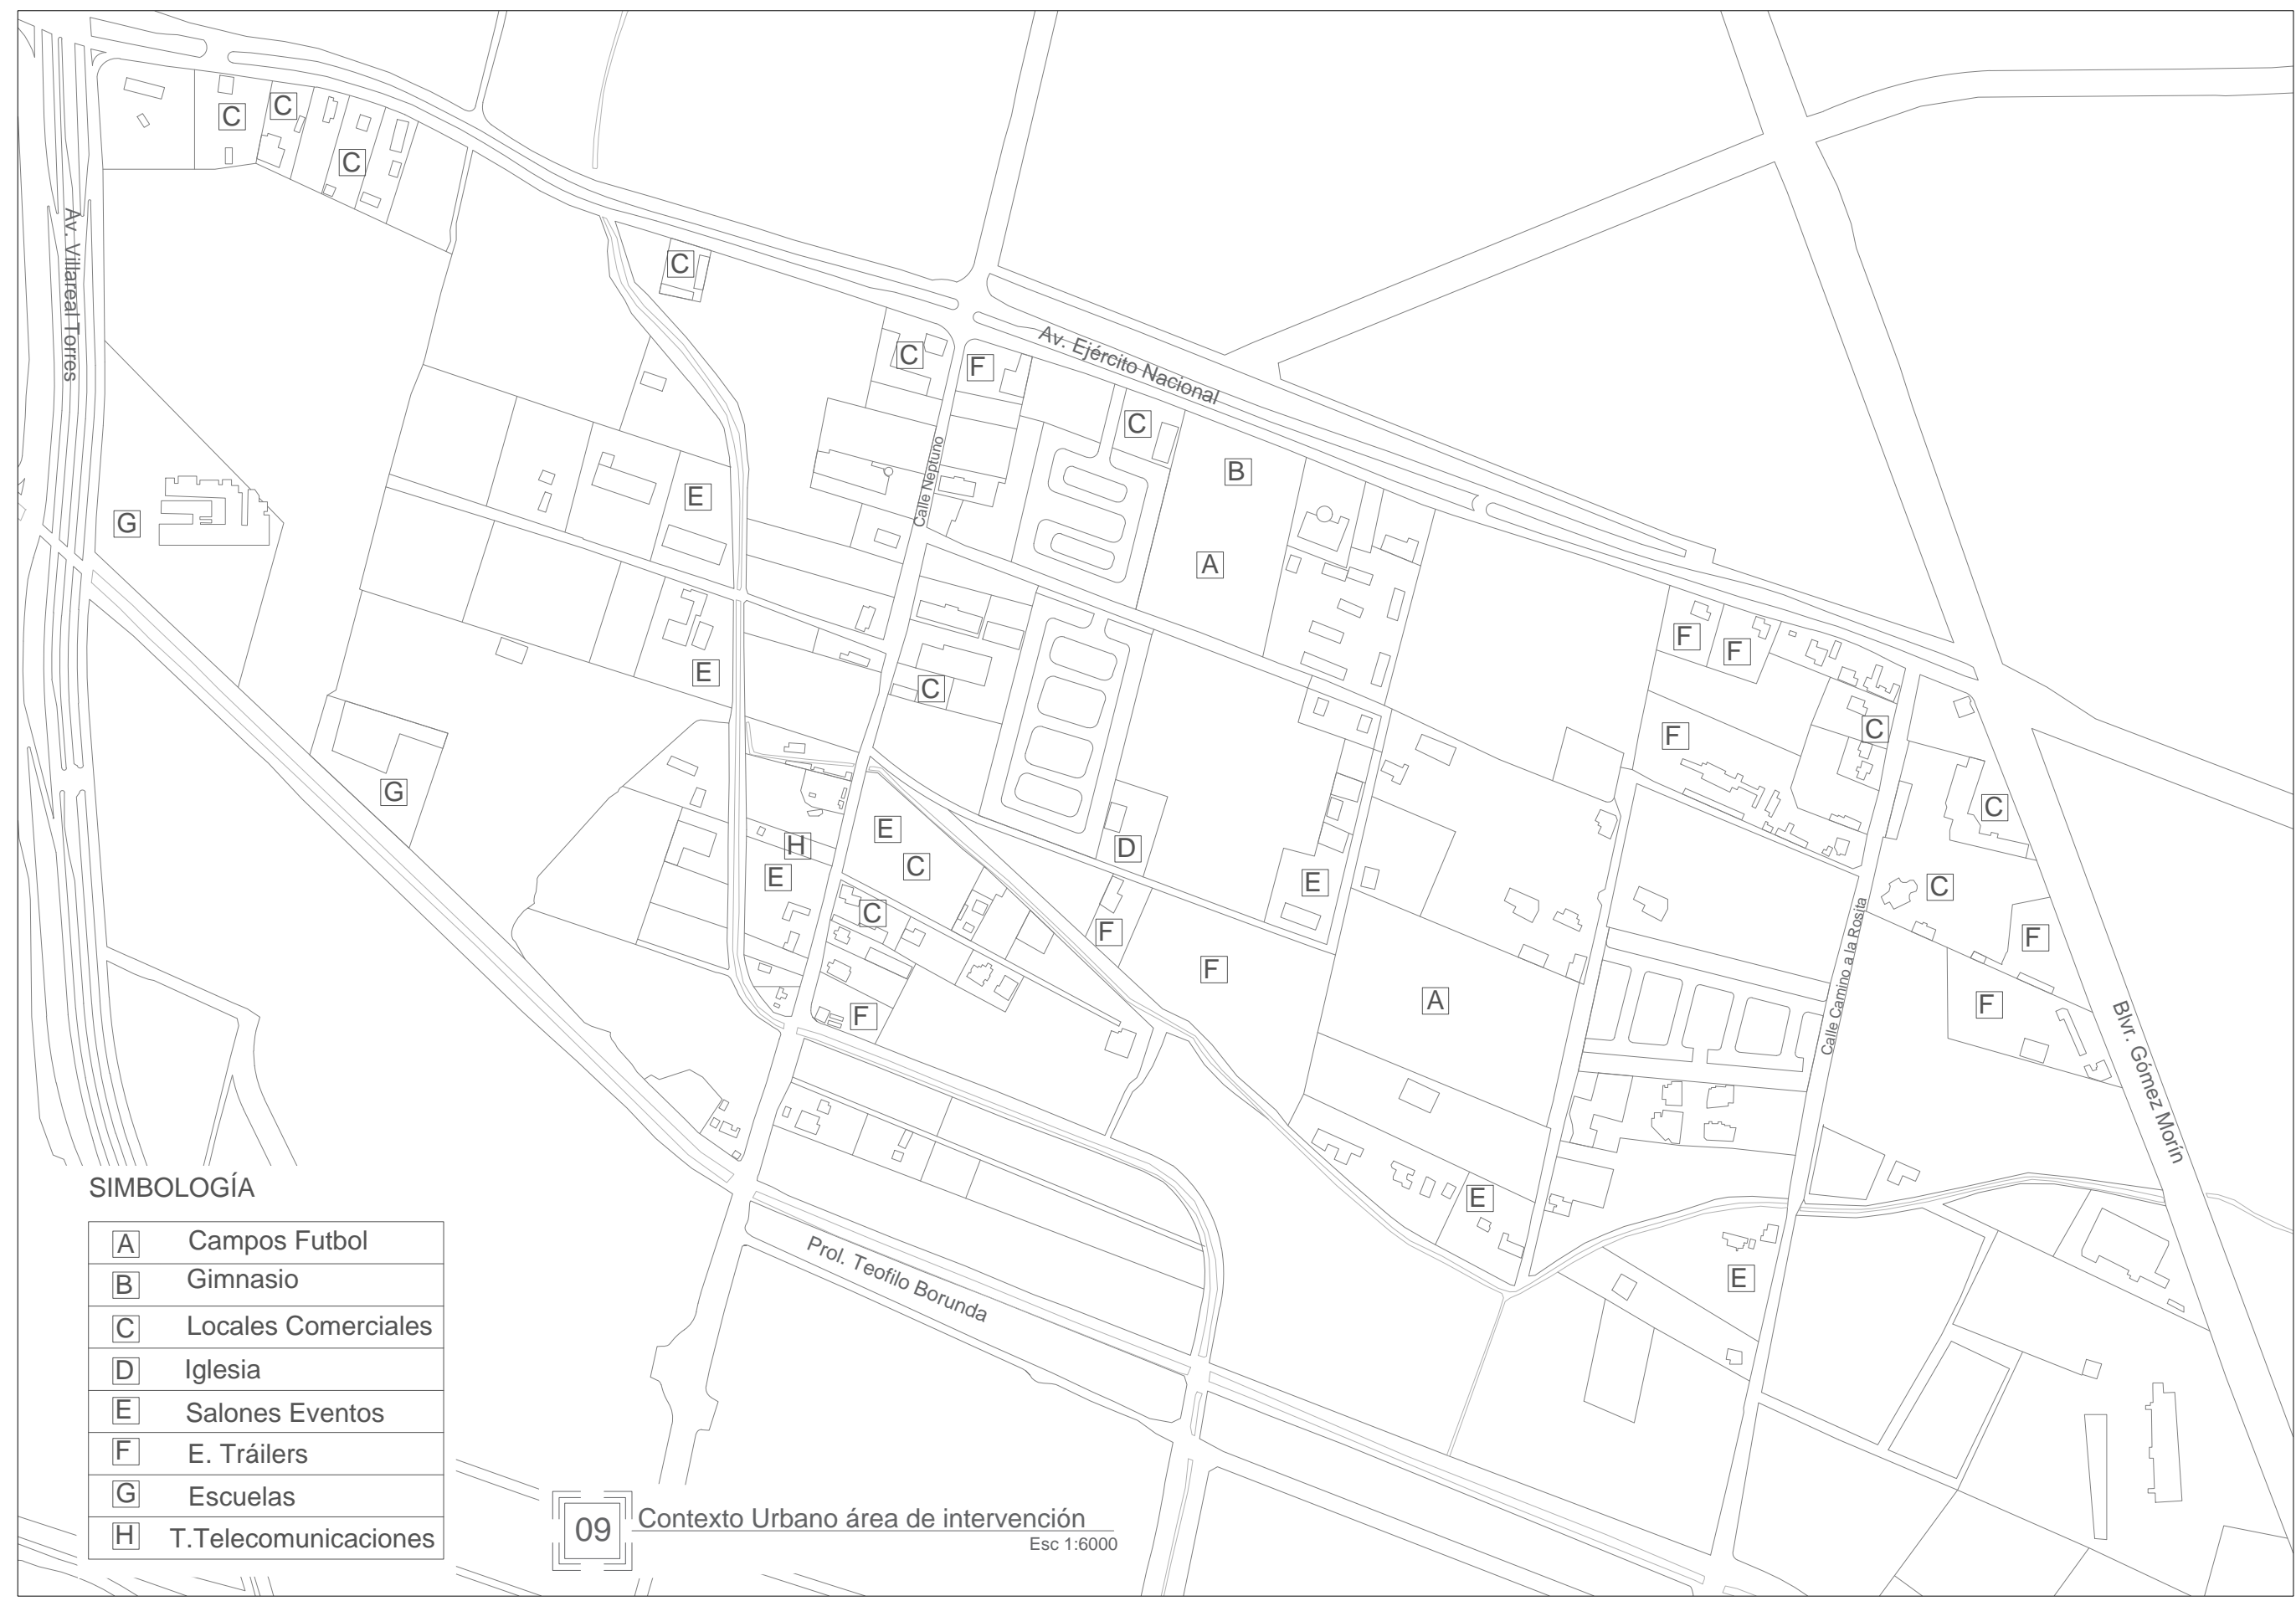 C
C
C
Av. Villareal Torres
C
C
F
Av. Ejército Nacional
C
Calle Neptuno
B
E
G
A
E
C
F
F
F
C
G
C
H
E
C
D
E
E
C
C
F
F
F
A
F
F
Calle Camino a la Rosita
Blvr. Gómez Morín
E
E
Prol. Teofilo Borunda
SIMBOLOGÍA
A Campos Futbol
B Gimnasio
C Locales Comerciales
D Iglesia
E Salones Eventos
F E. Tráilers
G Escuelas
H T.Telecomunicaciones
09 Contexto Urbano área de intervención
Esc 1:6000